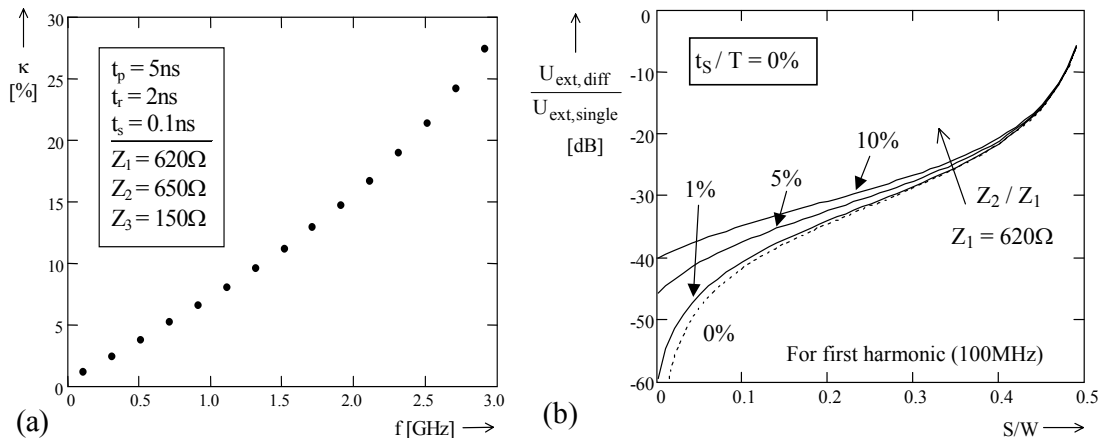 30
25
20
15
10
5
0
κ
[%]
t_p = 5ns
t_r = 2ns
t_s = 0.1ns
Z_1 = 620Ω
Z_2 = 650Ω
Z_3 = 150Ω
0 0.5 1.0 1.5 2.0 2.5 3.0
f [GHz]
(a)
U_ext,diff
U_ext,single
[dB]
0
-10
-20
-30
-40
-50
-60
t_S / T = 0%
10%
5%
1%
0%
Z_2 / Z_1
Z_1 = 620Ω
For first harmonic (100MHz)
0 0.1 0.2 0.3 0.4 0.5
S/W
(b)